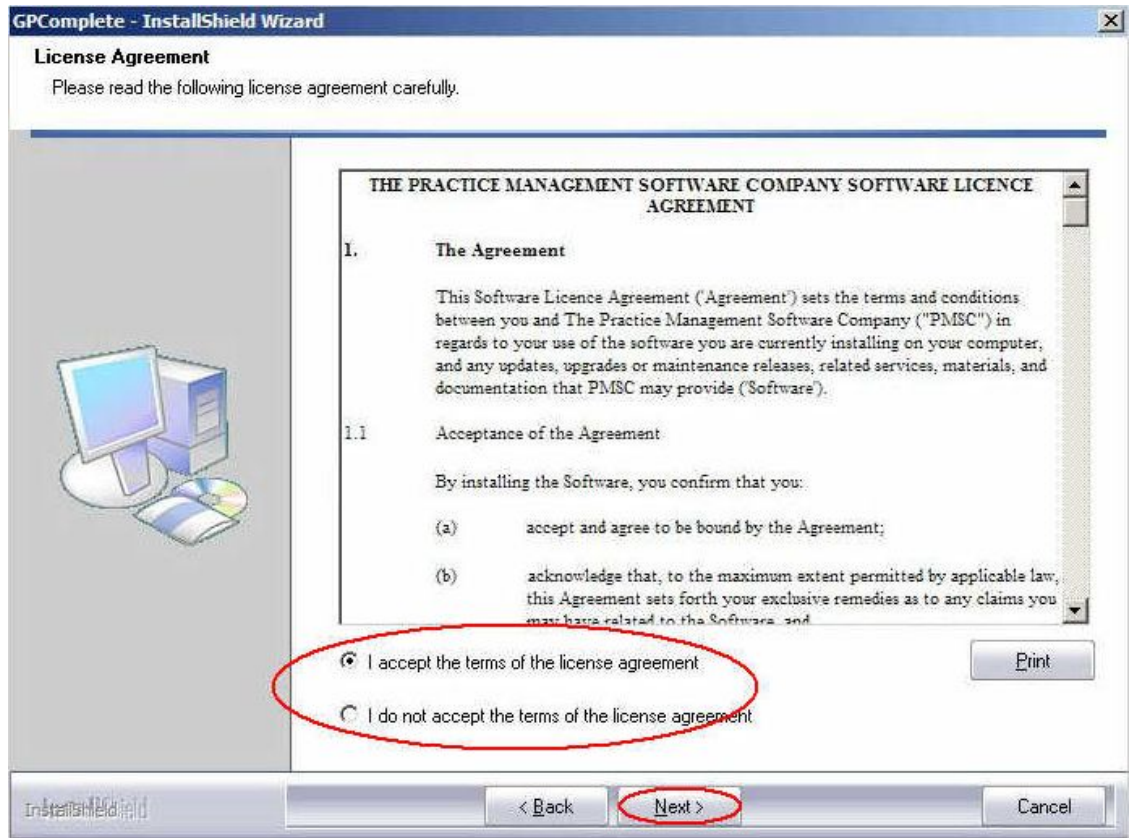 GPComplete - InstallShield Wizard
License Agreement
Please read the following license agreement carefully.
THE PRACTICE MANAGEMENT SOFTWARE COMPANY SOFTWARE LICENCE
AGREEMENT
1. The Agreement
This Software Licence Agreement ('Agreement') sets the terms and conditions
between you and The Practice Management Software Company ("PMSC") in
regards to your use of the software you are currently installing on your computer,
and any updates, upgrades or maintenance releases, related services, materials, and
documentation that PMSC may provide ('Software').
1.1 Acceptance of the Agreement
By installing the Software, you confirm that you:
(a) accept and agree to be bound by the Agreement;
(b) acknowledge that, to the maximum extent permitted by applicable law,
this Agreement sets forth your exclusive remedies as to any claims you
may have related to the Software, and
I accept the terms of the license agreement
Print
I do not accept the terms of the license agreement
InstallShield
< Back
Next >
Cancel